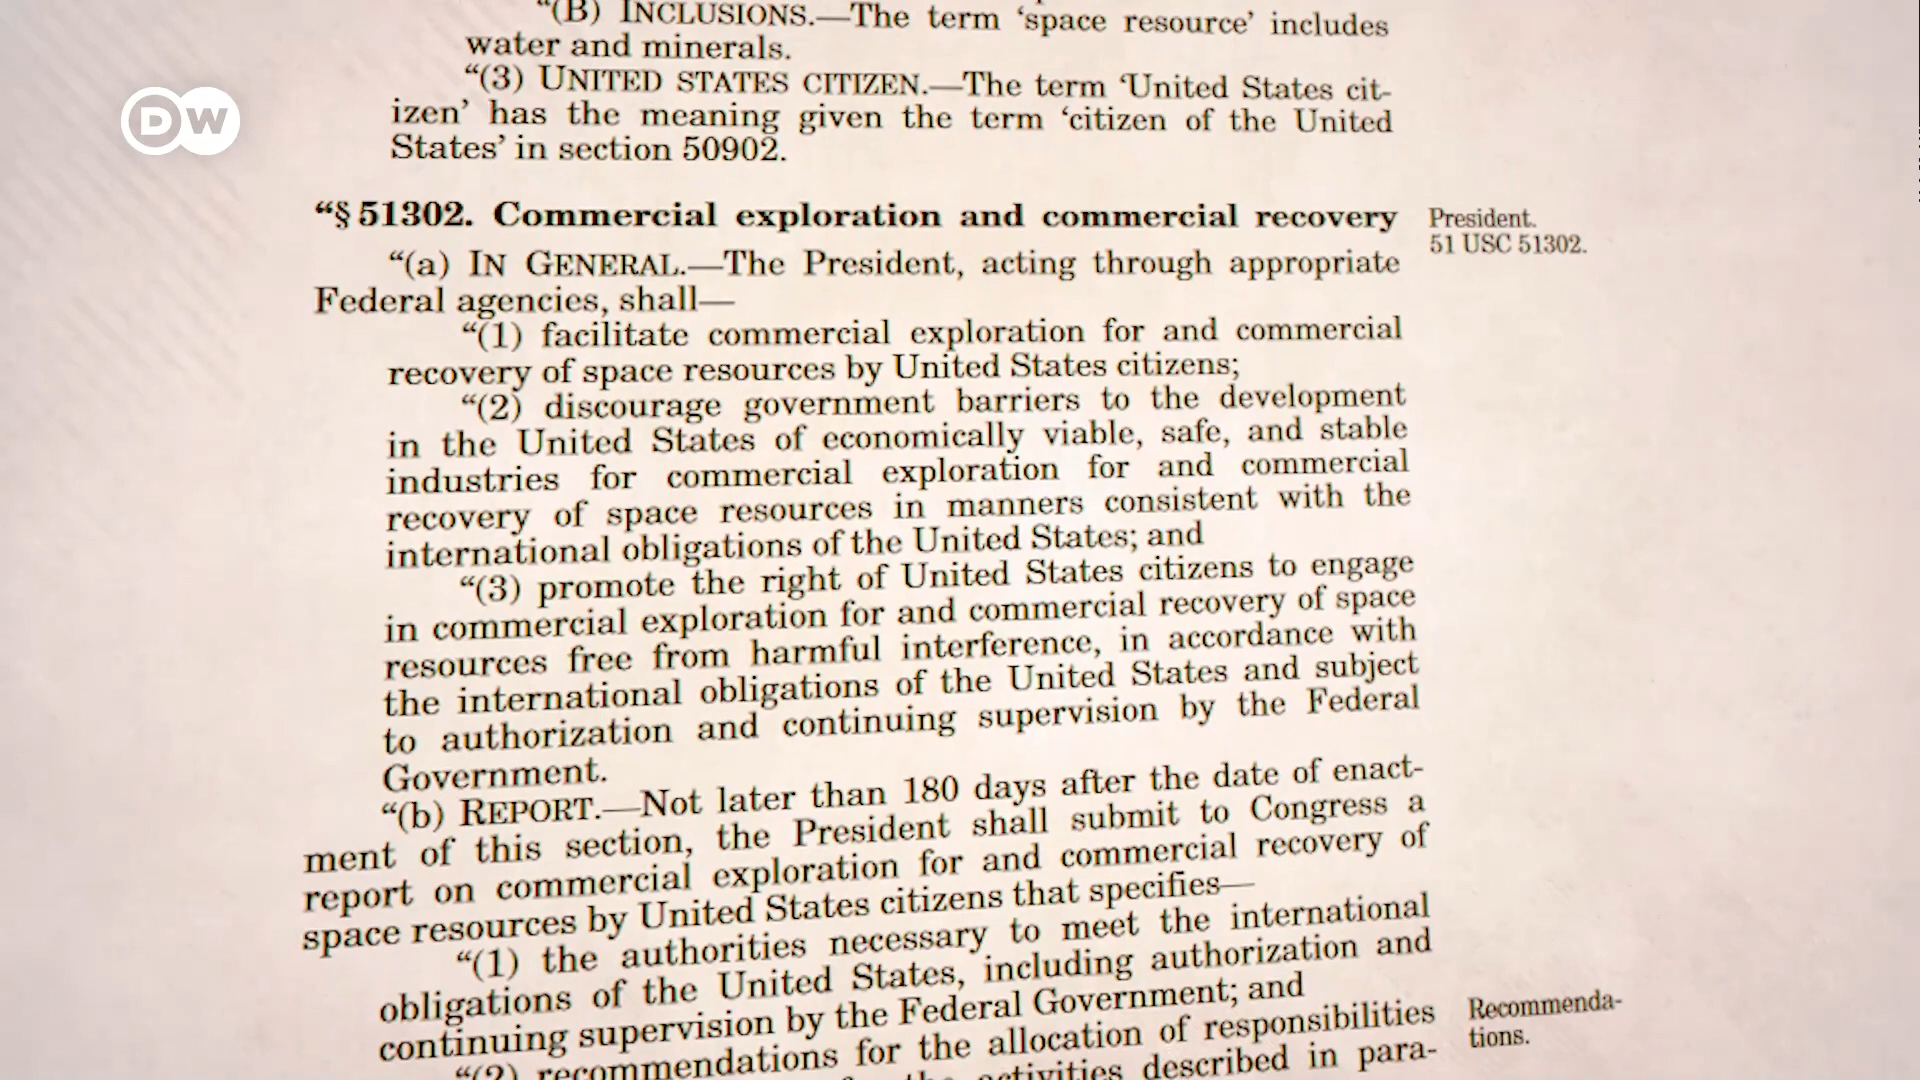 “(B) INCLUSIONS.—The term ‘space resource’ includes
water and minerals.
“(3) UNITED STATES CITIZEN.—The term ‘United States cit-
izen’ has the meaning given the term ‘citizen of the United
States’ in section 50902.
DW
“§ 51302. Commercial exploration and commercial recovery
President.
51 USC 51302.
“(a) IN GENERAL.—The President, acting through appropriate
Federal agencies, shall—
“(1) facilitate commercial exploration for and commercial
recovery of space resources by United States citizens;
“(2) discourage government barriers to the development
in the United States of economically viable, safe, and stable
industries for commercial exploration for and commercial
recovery of space resources in manners consistent with the
international obligations of the United States; and
“(3) promote the right of United States citizens to engage
in commercial exploration for and commercial recovery of space
resources free from harmful interference, in accordance with
the international obligations of the United States and subject
to authorization and continuing supervision by the Federal
Government.
“(b) REPORT.—Not later than 180 days after the date of enact-
ment of this section, the President shall submit to Congress a
report on commercial exploration for and commercial recovery of
space resources by United States citizens that specifies—
“(1) the authorities necessary to meet the international
obligations of the United States, including authorization and
continuing supervision by the Federal Government; and
“(2) recommendations for the allocation of responsibilities
Recommenda-
tions.
the activities described in para-